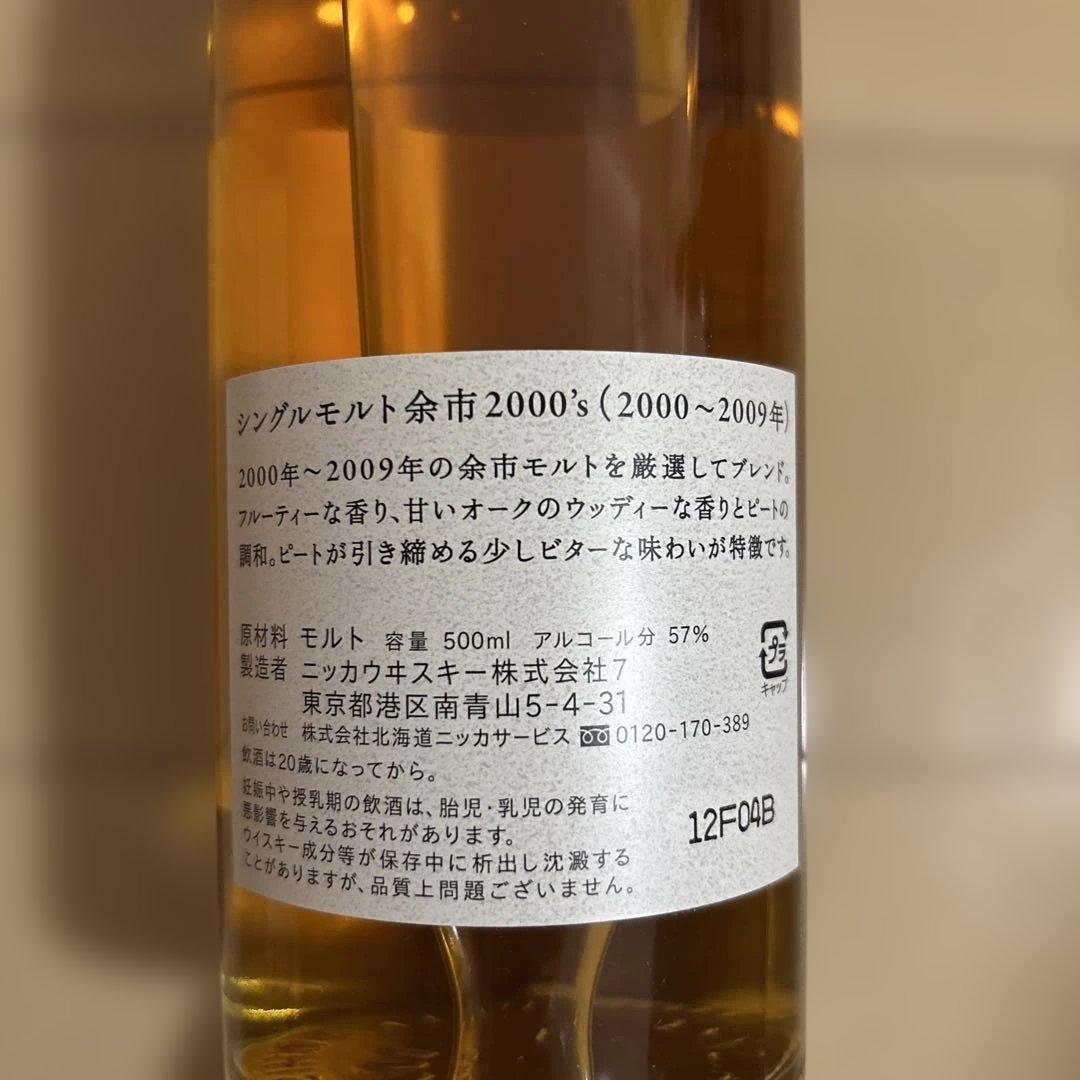 シングルモルト余市2000's(2000〜2009年)
2000年〜2009年の余市モルトを厳選してブレンド。
フルーティーな香り、甘いオークのウッディーな香りとピートの
調和。ピートが引き締める少しビターな味わいが特徴です。
原材料 モルト 容量 500ml アルコール分 57%
製造者 ニッカウヰスキー株式会社7
東京都港区南青山5-4-31
お問い合わせ 株式会社北海道ニッカサービス 0120-170-389
飲酒は20歳になってから。
妊娠中や授乳期の飲酒は、胎児・乳児の発育に
悪影響を与えるおそれがあります。
ウイスキー成分等が保存中に析出し沈澱する
ことがありますが、品質上問題ございません。
プラ
キャップ
12F04B